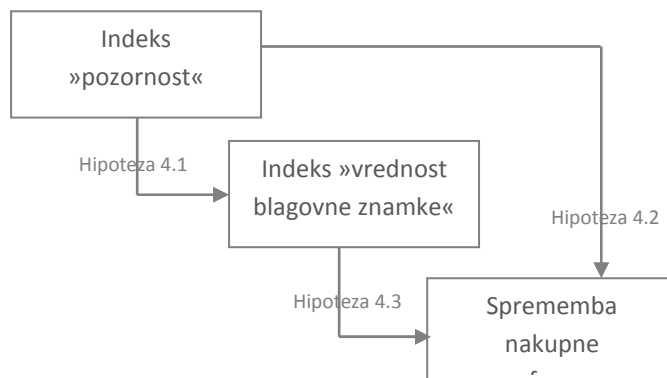 Indeks
»pozornost«
Hipoteza 4.1
Indeks »vrednost
blagovne znamke«
Hipoteza 4.2
Hipoteza 4.3
Sprememba
nakupne